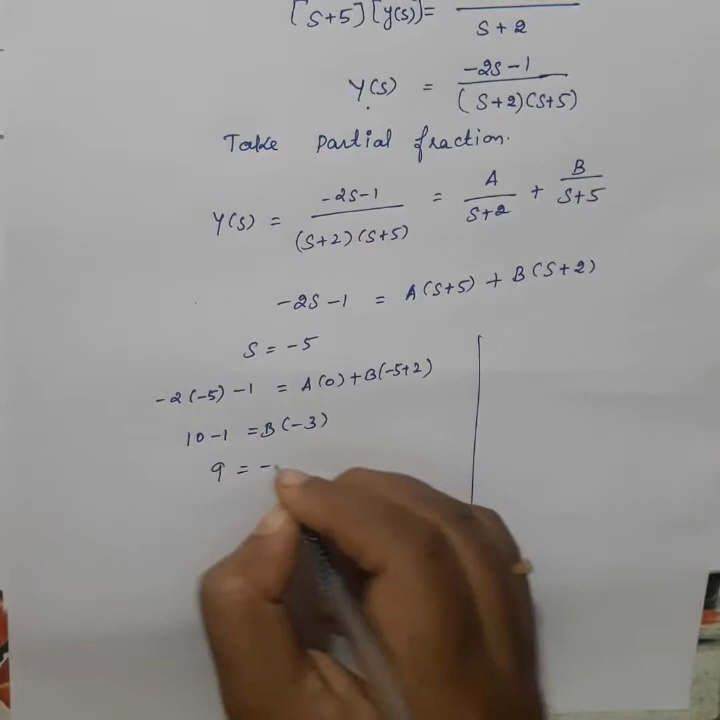 [S+5][y(s)]= ———
S+2
Y(S) = -2S-1 / (S+2)(S+5)
Take Partial fraction.
Y(S) = -2S-1 / (S+2)(S+5) = A / S+2 + B / S+5
-2S-1 = A(S+5) + B(S+2)
S = -5
-2(-5)-1 = A(0)+B(-5+2)
10-1 =B(-3)
9 = -